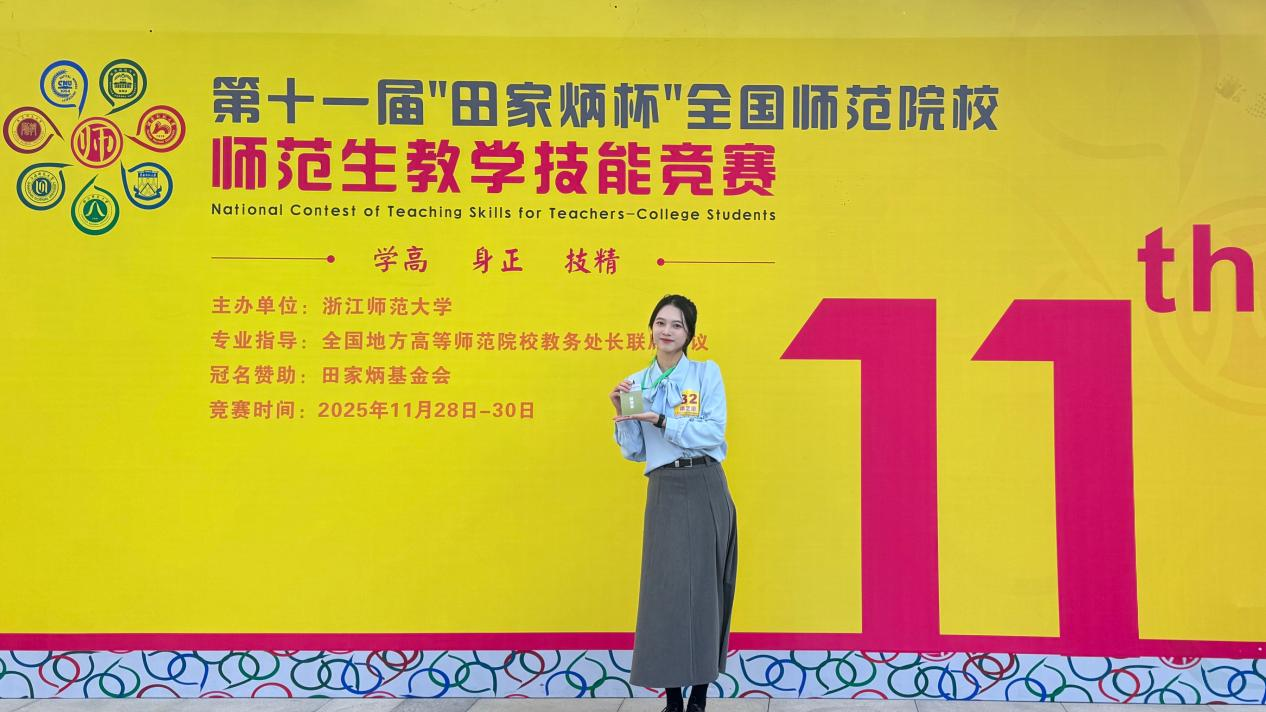 第十一届"田家炳杯"全国师范院校
师范生教学技能竞赛
National Contest of Teaching Skills for Teachers-College Students
学高 身正 技精
主办单位：浙江师范大学
专业指导：全国地方高等师范院校教务处长联席会议
冠名赞助：田家炳基金会
竞赛时间：2025年11月28日-30日
11th
师
CNU
32